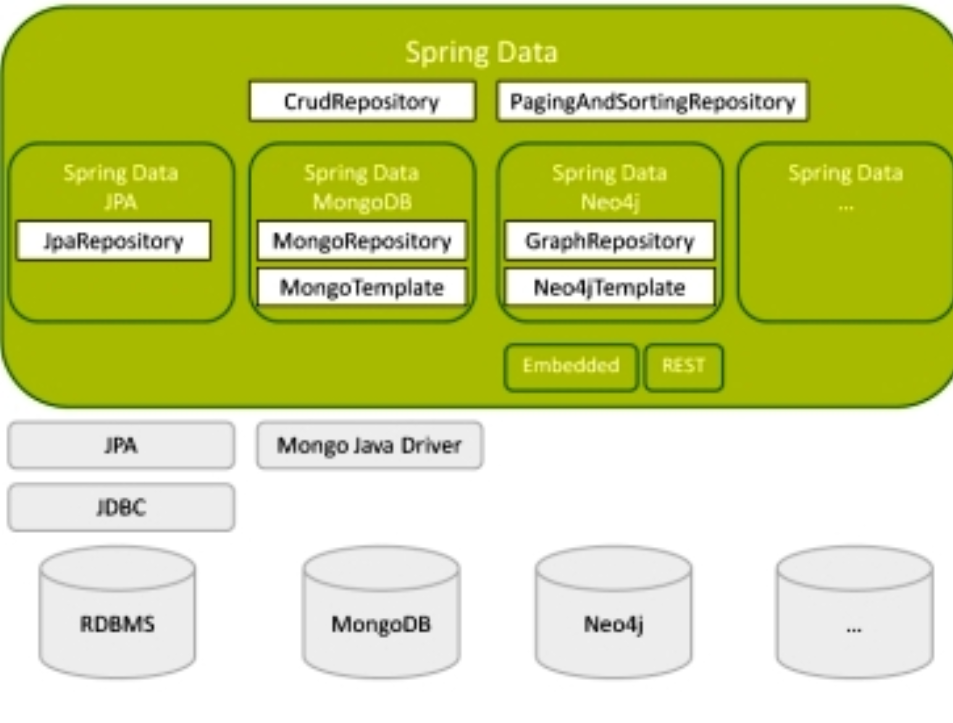 Spring Data
CrudRepository
PagingAndSortingRepository
Spring Data
JPA
JpaRepository
Spring Data
MongoDB
MongoRepository
MongoTemplate
Spring Data
Neo4j
GraphRepository
Neo4jTemplate
Spring Data
...
Embedded
REST
JPA
Mongo Java Driver
JDBC
RDBMS
MongoDB
Neo4j
...